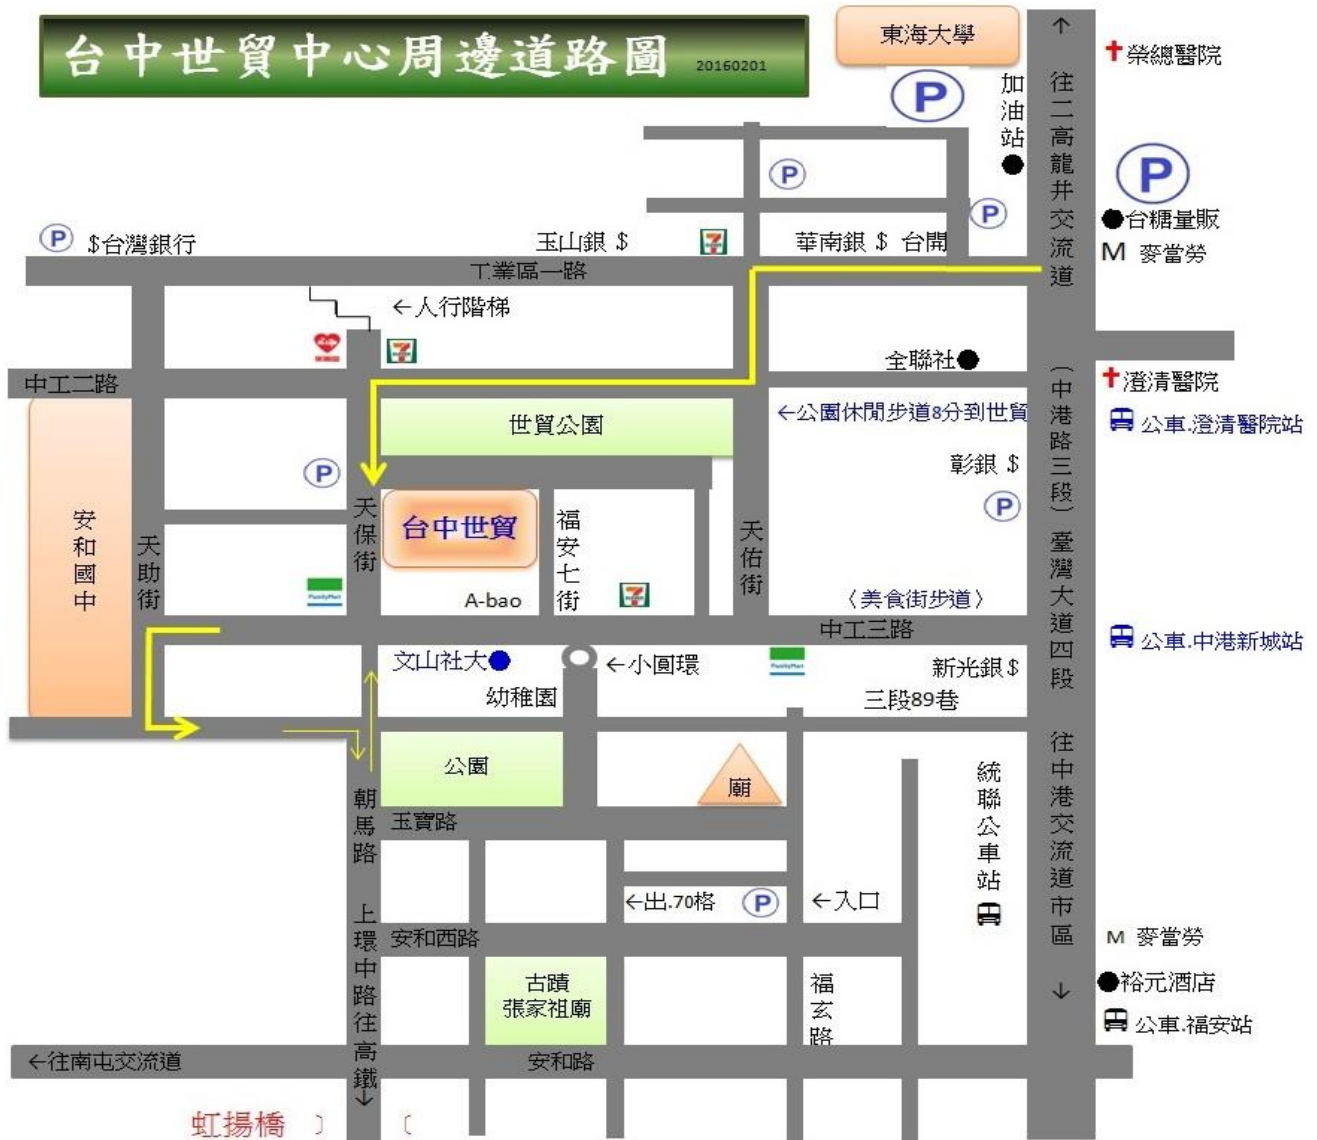 台中世貿中心周邊道路圖 20160201
東海大學
P
加油站
↑
往二高龍井交流道
榮總醫院
P
台糖量販
M 麥當勞
P
P
P $台灣銀行
玉山銀 $
7 ELEVEN
華南銀 $ 台開
工業區一路
←人行階梯
7 ELEVEN
全聯社
中工二路
澄清醫院
公車.澄清醫院站
世貿公園
←公園休閒步道8分到世貿
彰銀 $
P
P
(中港路三段)臺灣大道四段
安和國中
天助街
天保街
台中世貿
福安七街
天佑街
FamilyMart
A-bao
7 ELEVEN
〈美食街步道〉
中工三路
公車.中港新城站
文山社大
←小圓環
FamilyMart
新光銀$
幼稚園
三段89巷
公園
廟
統聯公車站
往中港交流道市區
↓
朝馬路
玉寶路
←出.70格
P
←入口
上環中路往高鐵
↓
安和西路
M 麥當勞
裕元酒店
公車.福安站
古蹟
張家祖廟
福玄路
←往南屯交流道
安和路
虹揚橋 〕 〔